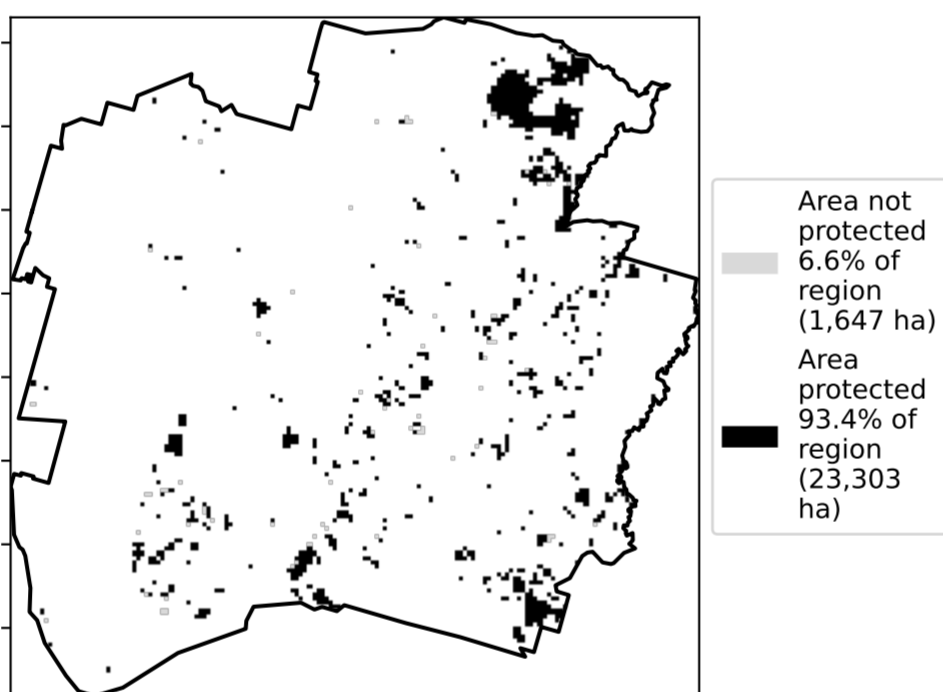 Area not
protected
6.6% of
region
(1,647 ha)
Area
protected
93.4% of
region
(23,303
ha)